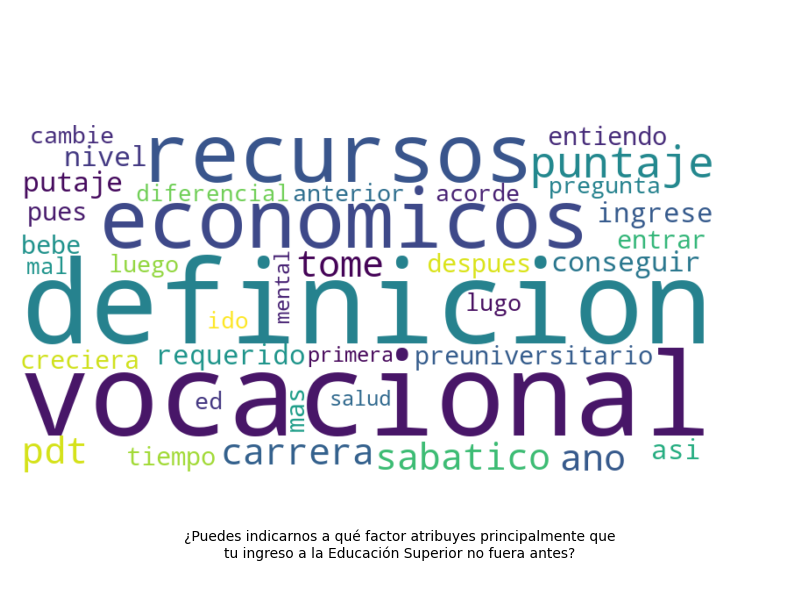 cambie
recursos
entiendo
nivel
puntaje
putaje
diferencial
anterior
acorde
pregunta
pues
economicos
ingrese
bebe
entrar
mal
luego
mental
tome
despues
conseguir
definicion
lugo
ido
creciera
requerido
primera
preuniversitario
vocacional
ed
mas
salud
pdt
tiempo
carrera
sabatico
ano
asi
¿Puedes indicarnos a qué factor atribuyes principalmente que
tu ingreso a la Educación Superior no fuera antes?